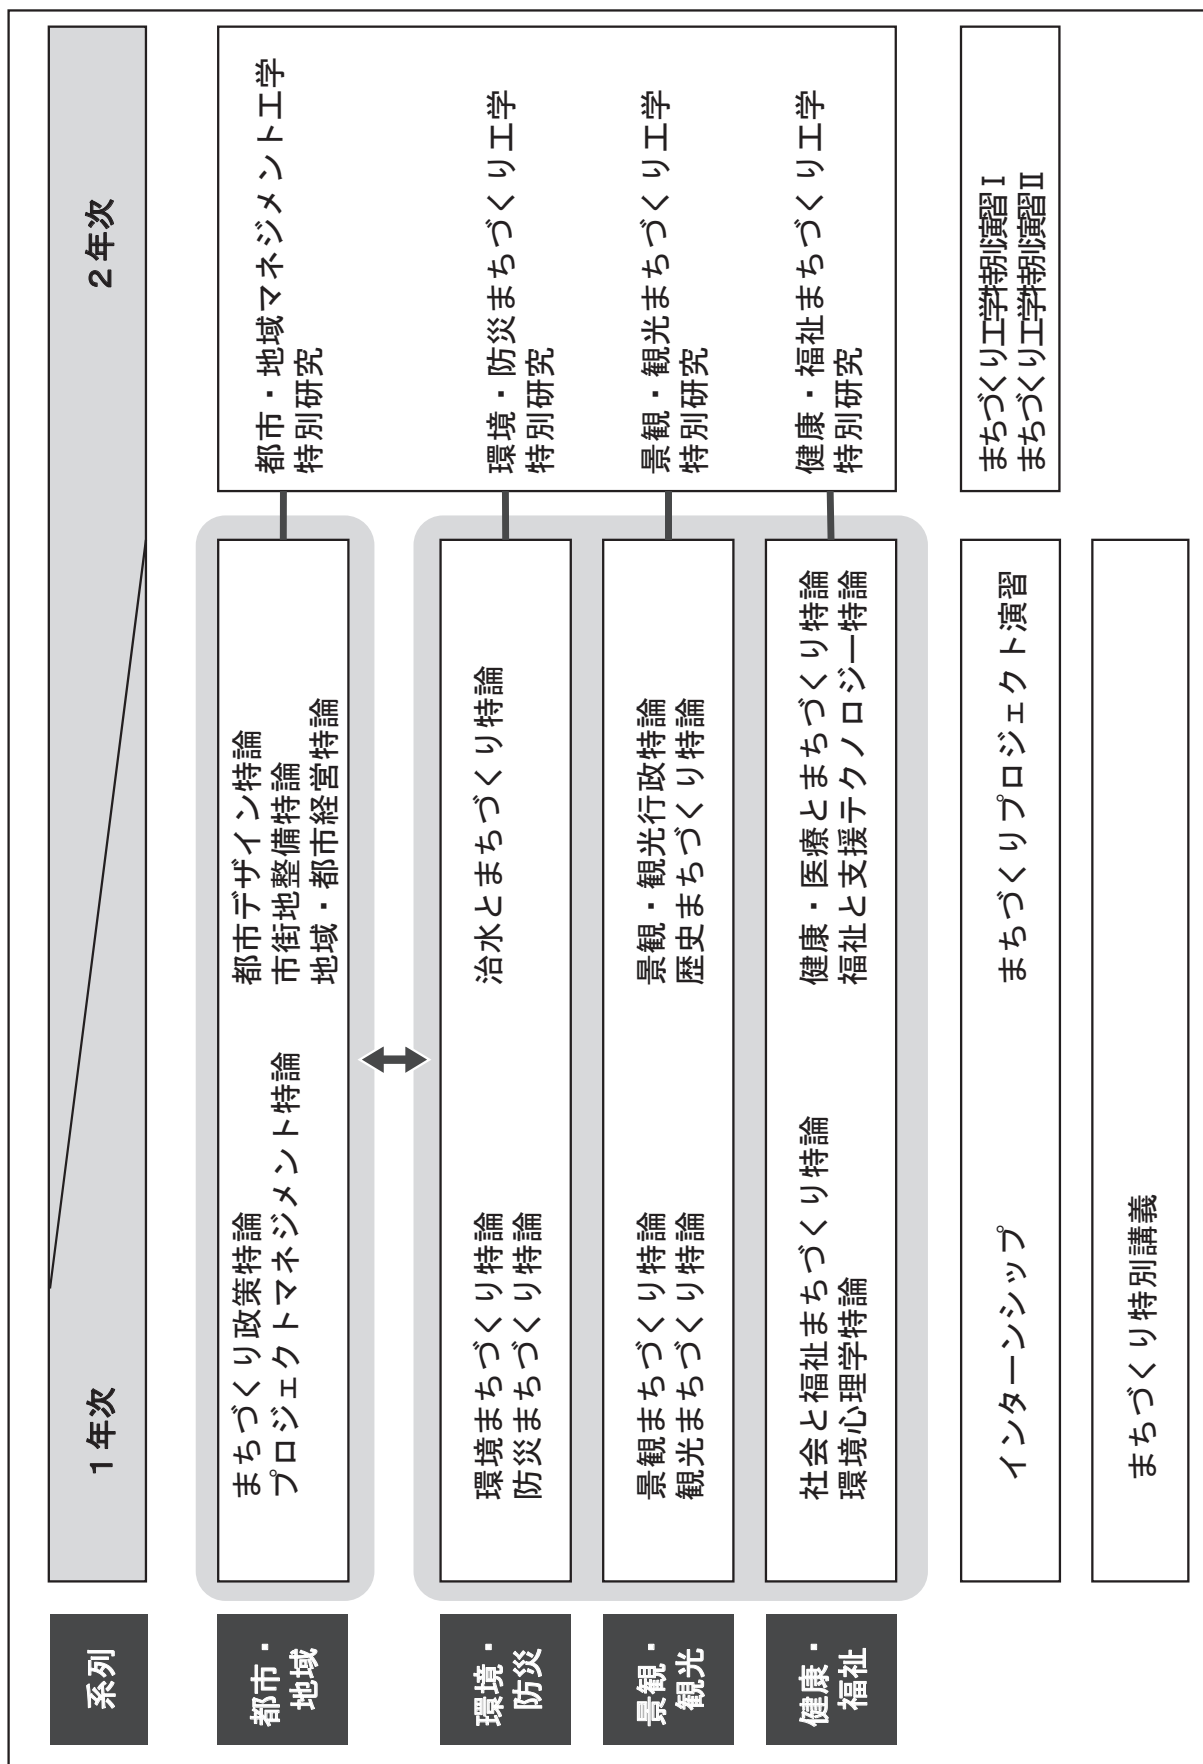 系列
1年次
2年次
都市・
地域
まちづくり政策特論
プロジェクトマネジメント特論
都市デザイン特論
市街地整備特論
地域・都市経営特論
都市・地域マネジメント工学
特別研究
環境・
防災
環境まちづくり特論
防災まちづくり特論
治水とまちづくり特論
環境・防災まちづくり工学
特別研究
景観・
観光
景観まちづくり特論
観光まちづくり特論
景観・観光行政特論
歴史まちづくり特論
景観・観光まちづくり工学
特別研究
健康・
福祉
社会と福祉まちづくり特論
環境心理学特論
健康・医療とまちづくり特論
福祉と支援テクノロジー特論
健康・福祉まちづくり工学
特別研究
インターンシップ
まちづくりプロジェクト演習
まちづくり工学特別演習Ⅰ
まちづくり工学特別演習Ⅱ
まちづくり特別講義